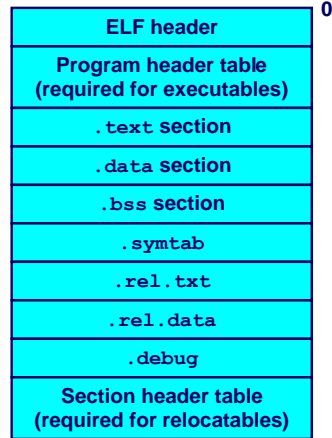 0
ELF header
Program header table
(required for executables)
.text section
.data section
.bss section
.symtab
.rel.txt
.rel.data
.debug
Section header table
(required for relocatables)